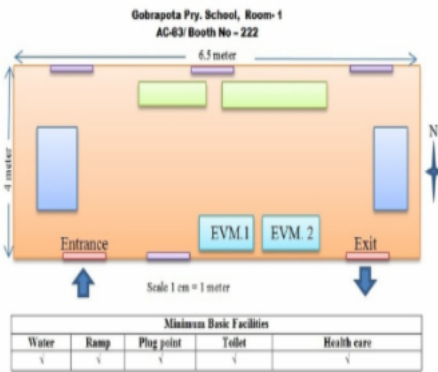 Gobrapota Pry. School, Room- 1
AC-83/ Booth No – 222
6.5 meter
4 meter
N
EVM.1 EVM. 2
Entrance Exit
Scale 1 cm = 1 meter
Minimum Basic Facilities
Water Ramp Plug point Toilet Health care
√ √ √ √ √